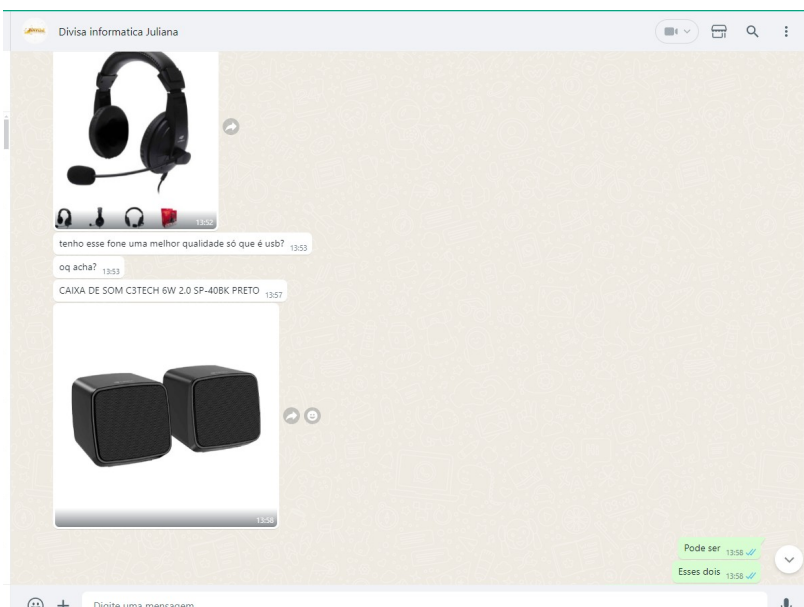 Divisa informatica Juliana
13:52
tenho esse fone uma melhor qualidade só que é usb? 13:53
oq acha? 13:53
CAIXA DE SOM C3TECH 6W 2.0 SP-40BK PRETO 13:57
13:58
Pode ser 13:58
Esses dois 13:58
Digite uma mensagem